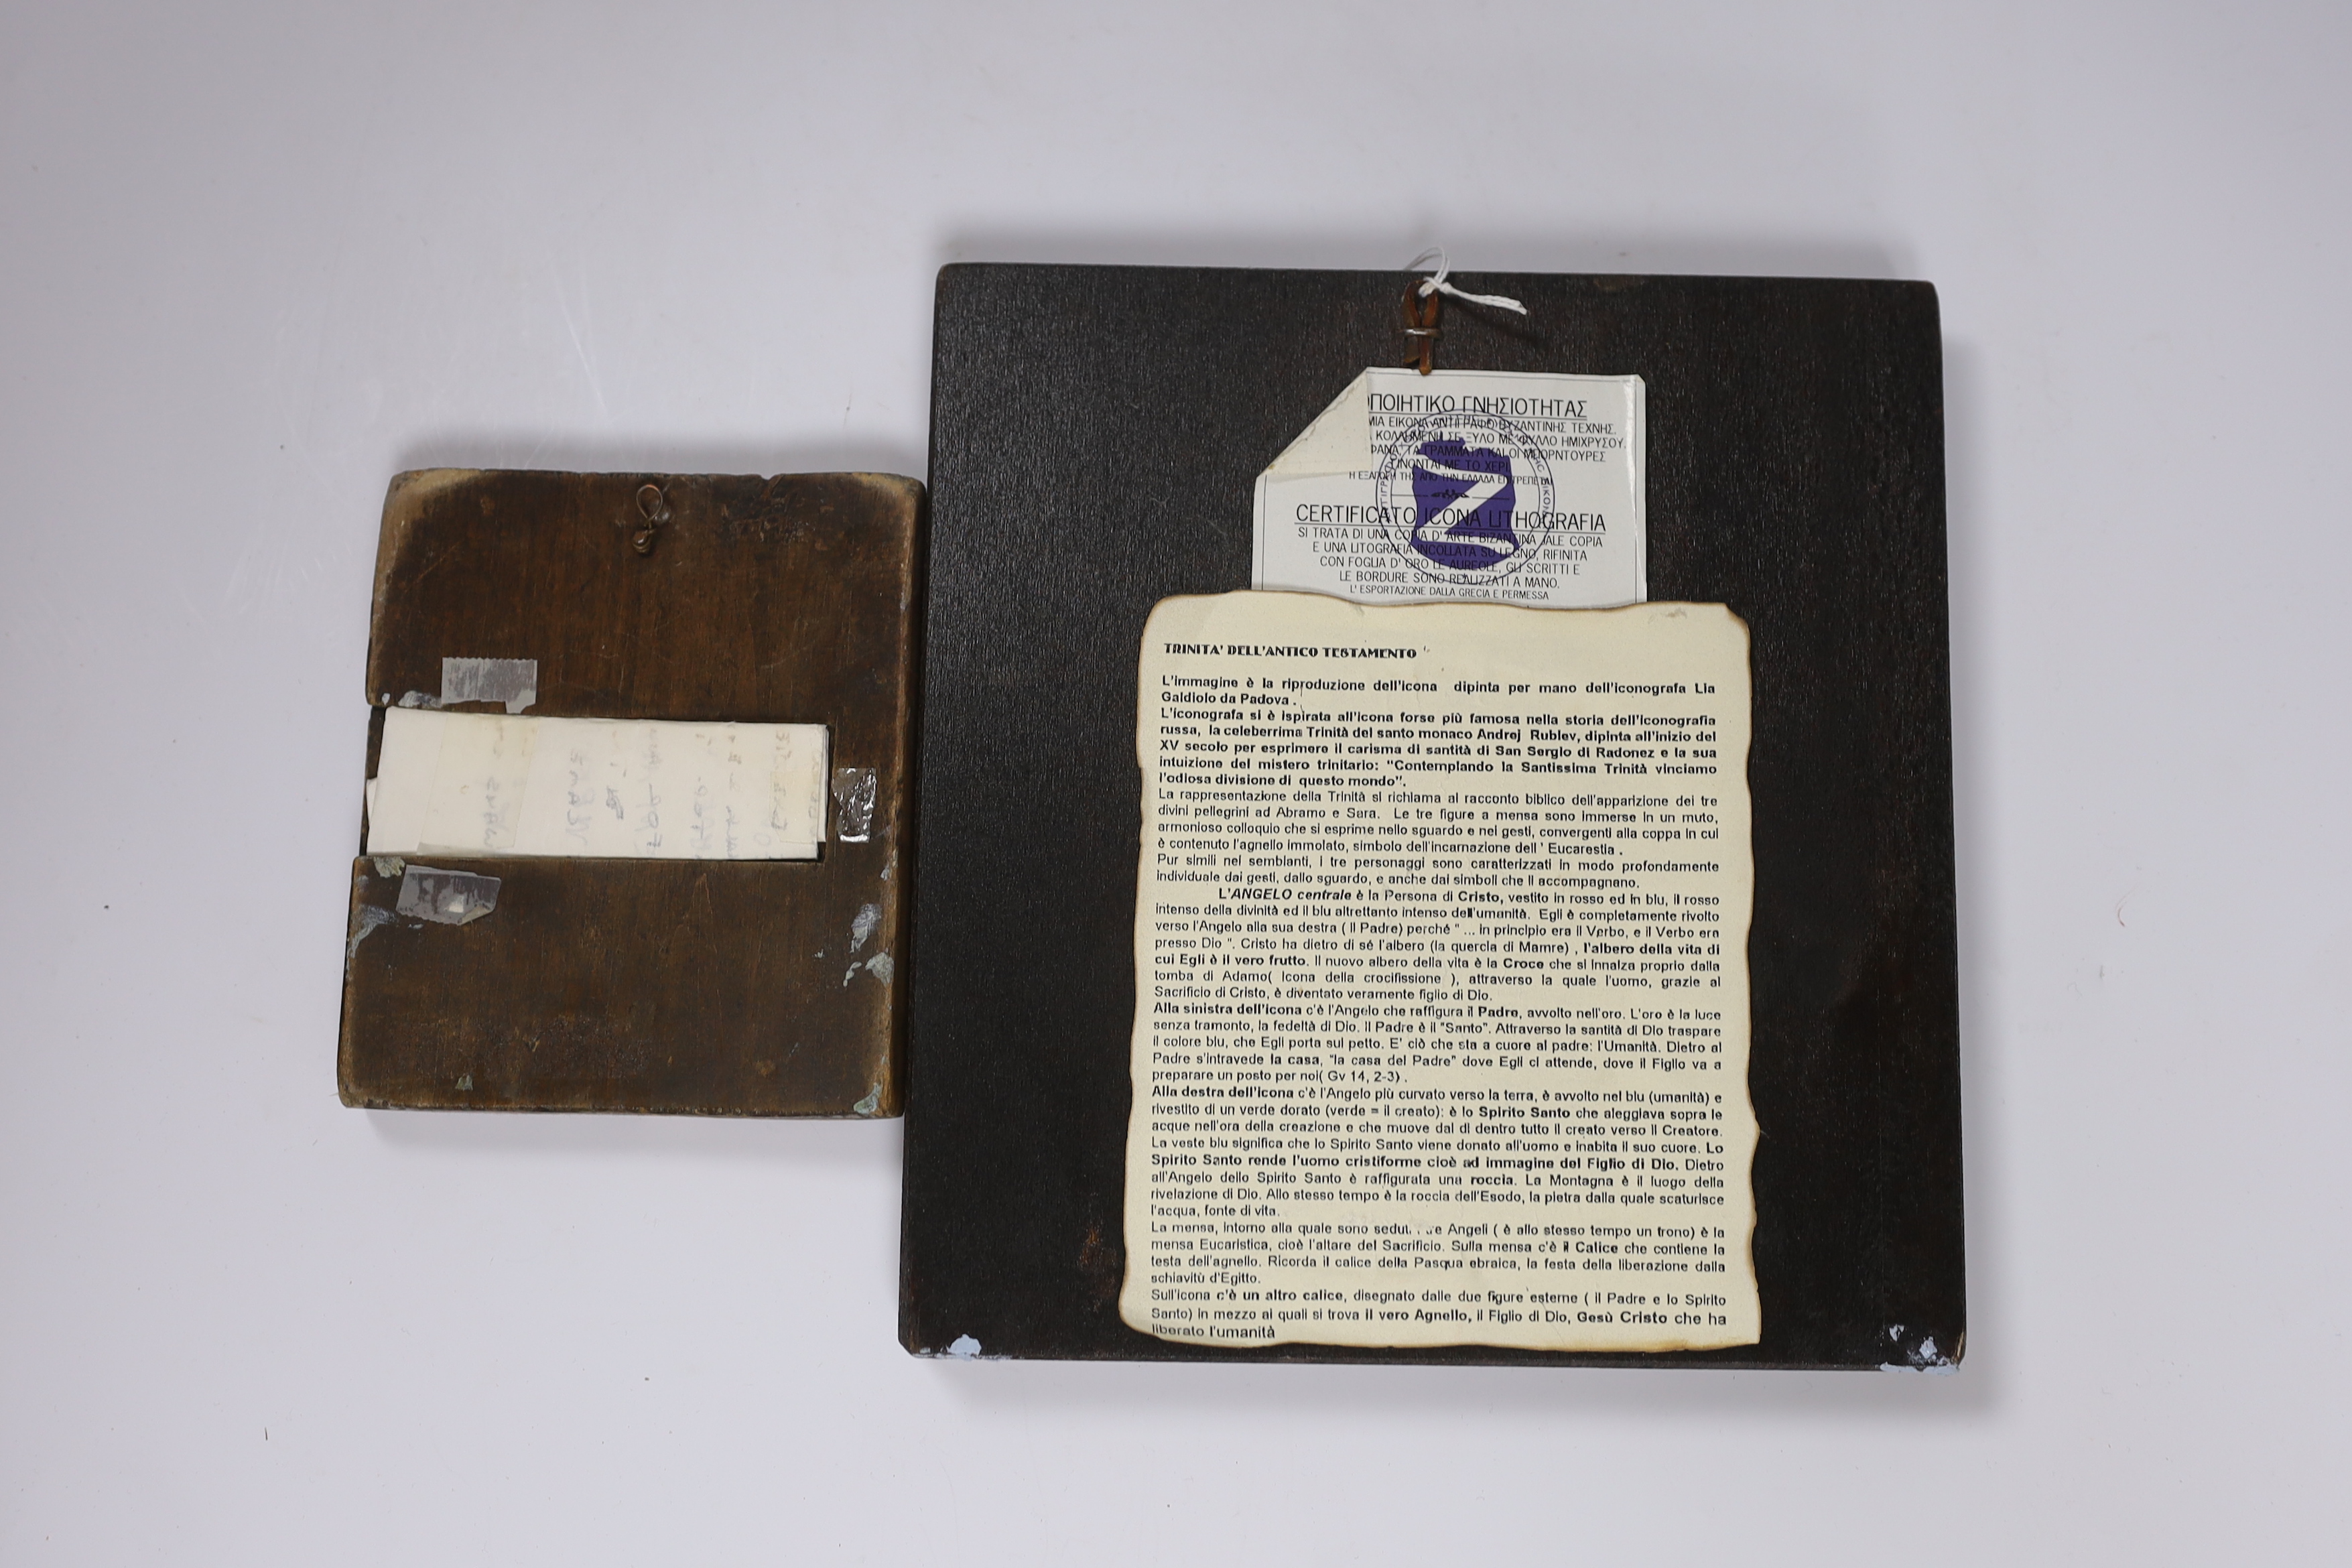 ΠΟΙΗΤΙΚΟ ΓΝΗΣΙΟΤΗΤΑΣ
ΜΙΑ ΕΙΚΟΝΑ ΑΝΤΙΓΡΑΦΟ ΒΥΖΑΝΤΙΝΗΣ ΤΕΧΝΗΣ.
ΚΟΛΛΗΜΕΝΗ ΣΕ ΞΥΛΟ ΜΕ ΦΥΛΛΟ ΗΜΙΧΡΥΣΟΥ.
ΦΑΝΑ, ΤΑ ΓΡΑΜΜΑΤΑ ΚΑΙ ΟΙ ΜΠΟΡΝΤΟΥΡΕΣ
ΓΙΝΟΝΤΑΙ ΜΕ ΤΟ ΧΕΡΙ
Η ΕΞΑΓΩΓΗ ΤΗΣ ΑΠΟ ΤΗΝ ΕΛΛΑΔΑ ΕΠΙΤΡΕΠΕΤΑΙ
CERTIFICATO ICONA LITHOGRAFIA
SI TRATA DI UNA COPIA D' ARTE BIZANTINA JALE COPIA
E UNA LITOGRAFIA INCOLLATA SU LEGNO, RIFINITA
CON FOGLIA D' ORO LE AUREOLE, GLI SCRITTI E
LE BORDURE SONO REALIZZATI A MANO.
L' ESPORTAZIONE DALLA GRECIA E PERMESSA
TRINITA' DELL'ANTICO TESTAMENTO
L'immagine è la riproduzione dell'icona dipinta per mano dell'iconografa Lia
Galdiolo da Padova .
L'iconografa si è ispirata all'icona forse più famosa nella storia dell'iconografia
russa, la celeberrima Trinità del santo monaco Andrej Rublev, dipinta all'inizio del
XV secolo per esprimere il carisma di santità di San Sergio di Radonez e la sua
intuizione del mistero trinitario: "Contemplando la Santissima Trinità vinciamo
l'odiosa divisione di questo mondo".
La rappresentazione della Trinità si richiama al racconto biblico dell'apparizione dei tre
divini pellegrini ad Abramo e Sara. Le tre figure a mensa sono immerse in un muto,
armonioso colloquio che si esprime nello sguardo e nei gesti, convergenti alla coppa in cui
è contenuto l'agnello immolato, simbolo dell'incarnazione dell ' Eucarestia .
Pur simili nei sembianti, i tre personaggi sono caratterizzati in modo profondamente
individuale dai gesti, dallo sguardo, e anche dai simboli che li accompagnano.
L'ANGELO centrale è la Persona di Cristo, vestito in rosso ed in blu, il rosso
intenso della divinità ed il blu altrettanto intenso dell'umanità. Egli è completamente rivolto
verso l'Angelo alla sua destra ( Il Padre) perché " ... in principio era il Verbo, e il Verbo era
presso Dio ". Cristo ha dietro di sé l'albero (la quercia di Mamre) , l'albero della vita di
cui Egli è il vero frutto. Il nuovo albero della vita è la Croce che si innalza proprio dalla
tomba di Adamo( Icona della crocifissione ), attraverso la quale l'uomo, grazie al
Sacrificio di Cristo, è diventato veramente figlio di Dio.
Alla sinistra dell'icona c'è l'Angelo che raffigura il Padre, avvolto nell'oro. L'oro è la luce
senza tramonto, la fedeltà di Dio. Il Padre è il "Santo". Attraverso la santità di Dio traspare
il colore blu, che Egli porta sul petto. E' ciò che sta a cuore al padre: l'Umanità. Dietro al
Padre s'intravede la casa, "la casa del Padre" dove Egli ci attende, dove il Figlio va a
preparare un posto per noi( Gv 14, 2-3) .
Alla destra dell'icona c'è l'Angelo più curvato verso la terra, è avvolto nel blu (umanità) e
rivestito di un verde dorato (verde = il creato): è lo Spirito Santo che aleggiava sopra le
acque nell'ora della creazione e che muove dal di dentro tutto il creato verso il Creatore.
La veste blu significa che lo Spirito Santo viene donato all'uomo e inabita il suo cuore. Lo
Spirito Santo rende l'uomo cristiforme cioè ad immagine del Figlio di Dio. Dietro
all'Angelo dello Spirito Santo è raffigurata una roccia. La Montagna è il luogo della
rivelazione di Dio. Allo stesso tempo è la roccia dell'Esodo, la pietra dalla quale scaturisce
l'acqua, fonte di vita.
La mensa, intorno alla quale sono Angeli ( è allo stesso tempo un trono) è la
mensa Eucaristica, cioè l'altare del Sacrificio. Sulla mensa c'è il Calice che contiene la
testa dell'agnello. Ricorda il calice della Pasqua ebraica, la festa della liberazione dalla
schiavitù d'Egitto.
Sull'icona c'è un altro calice, disegnato dalle due figure esterne ( il Padre e lo Spirito
Santo) in mezzo ai quali si trova il vero Agnello, il Figlio di Dio, Gesù Cristo che ha
liberato l'umanità